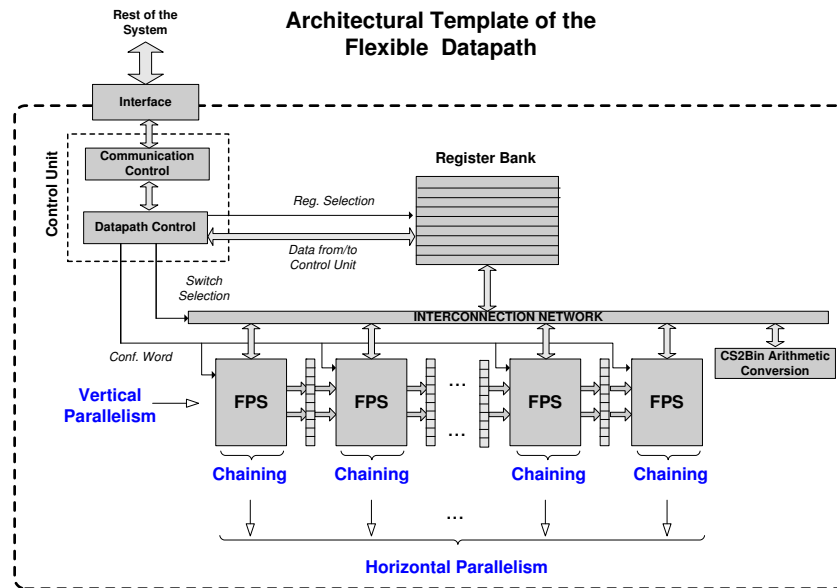 Architectural Template of the
Flexible Datapath
Rest of the
System
Interface
Control Unit
Communication
Control
Datapath Control
Register Bank
Reg. Selection
Data from/to
Control Unit
Switch
Selection
INTERCONNECTION NETWORK
Conf. Word
CS2Bin Arithmetic
Conversion
Vertical
Parallelism
FPS
FPS
...
...
FPS
FPS
Chaining
Chaining
Chaining
Chaining
...
Horizontal Parallelism